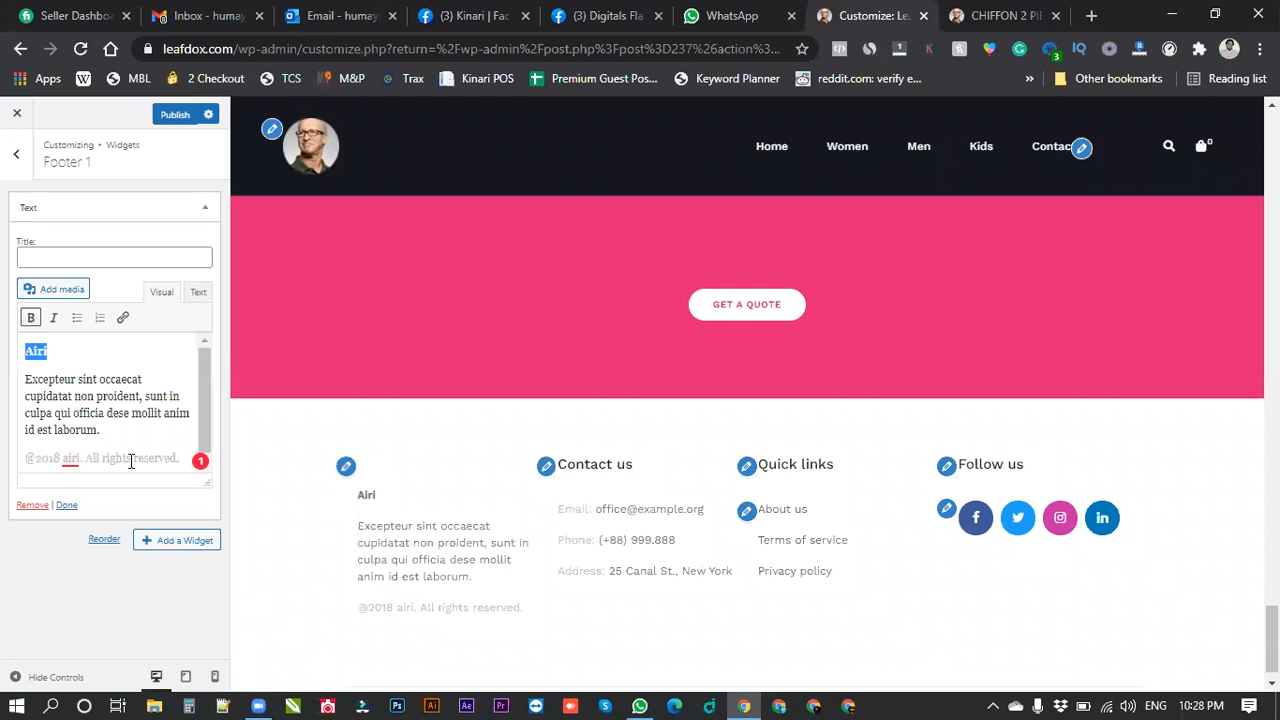 Seller Dashboard
Inbox - humay
Email - humay
(3) Kinari | Fac
(3) Digitals Fla
WhatsApp
Customize: Le
CHIFFON 2 PIE
leafdox.com/wp-admin/customize.php?return=%2Fwp-admin%2Fpost.php%3Fpost%3D237%26action%...
Apps
MBL
2 Checkout
TCS
M&P
Trax
Kinari POS
Premium Guest Pos...
Keyword Planner
reddit.com: verify e...
»
Other bookmarks
Reading list
Publish
Customizing ▸ Widgets
Footer 1
Text
Title:
Add media
Visual
Text
B I
Airi
Excepteur sint occaecat
cupidatat non proident, sunt in
culpa qui officia dese mollit anim
id est laborum.
@2018 airi. All rights reserved.
1
Remove | Done
Reorder
Add a Widget
Hide Controls
Home
Women
Men
Kids
Contac
0
GET A QUOTE
Airi
Excepteur sint occaecat
cupidatat non proident, sunt in
culpa qui officia dese mollit
anim id est laborum.
@2018 airi. All rights reserved.
Contact us
Email: office@example.org
Phone: (+88) 999.888
Address: 25 Canal St., New York
Quick links
About us
Terms of service
Privacy policy
Follow us
ENG
10:28 PM